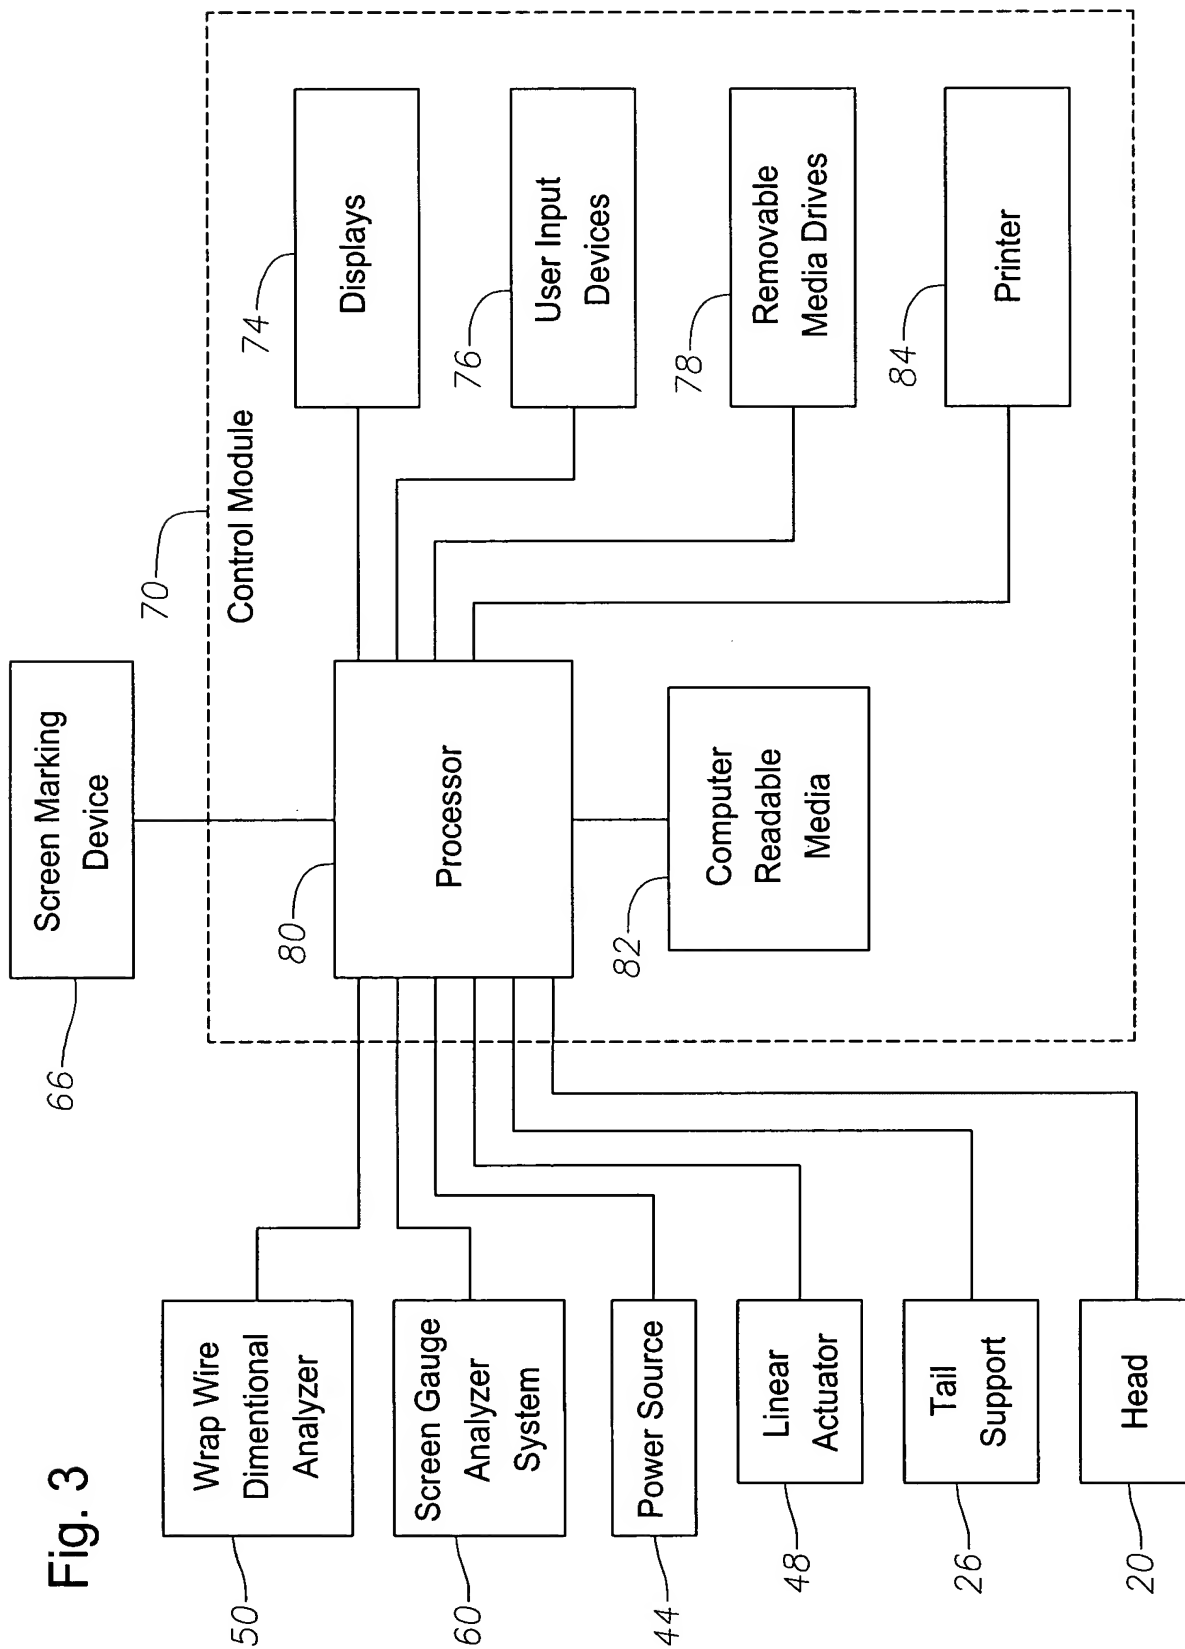 Fig. 3
Screen Marking
Device
66
70
Control Module
Wrap Wire
Dimentional
Analyzer
50
Screen Gauge
Analyzer
System
60
Power Source
44
Linear
Actuator
48
Tail
Support
26
Head
20
Processor
80
Computer
Readable
Media
82
Displays
74
User Input
Devices
76
Removable
Media Drives
78
Printer
84